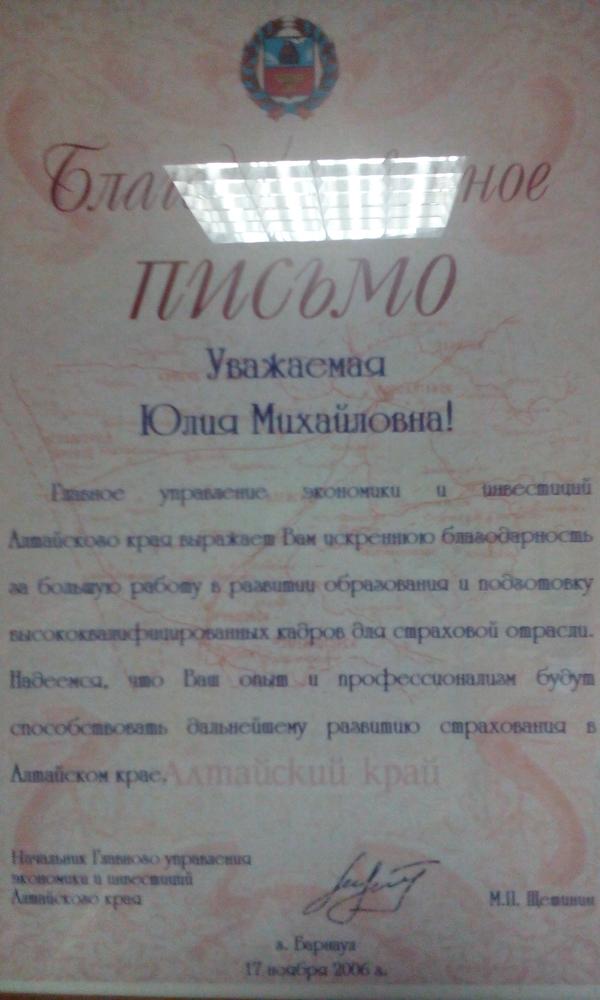 ное
ПИСЬМО
Уважаемая
Юлия Михайловна!
Главное управление экономики и инвестиций
Алтайского края выражает Вам искреннюю благодарность
за большую работу в развитии образования и подготовку
высококвалифицированных кадров для страховой отрасли.
Надеемся, что Ваш опыт и профессионализм будут
способствовать дальнейшему развитию страхования в
Алтайском крае.
Алтайский край
Начальник Главного управления
экономики и инвестиций
Алтайского края
М.П. Щетинин
г. Барнаул
17 ноября 2006 г.